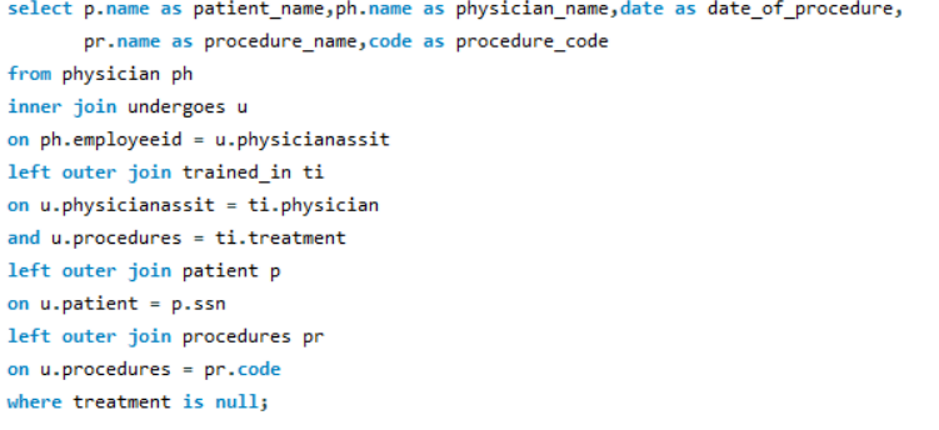 select p.name as patient_name,ph.name as physician_name,date as date_of_procedure,
pr.name as procedure_name,code as procedure_code
from physician ph
inner join undergoes u
on ph.employeeid = u.physicianassit
left outer join trained_in ti
on u.physicianassit = ti.physician
and u.procedures = ti.treatment
left outer join patient p
on u.patient = p.ssn
left outer join procedures pr
on u.procedures = pr.code
where treatment is null;